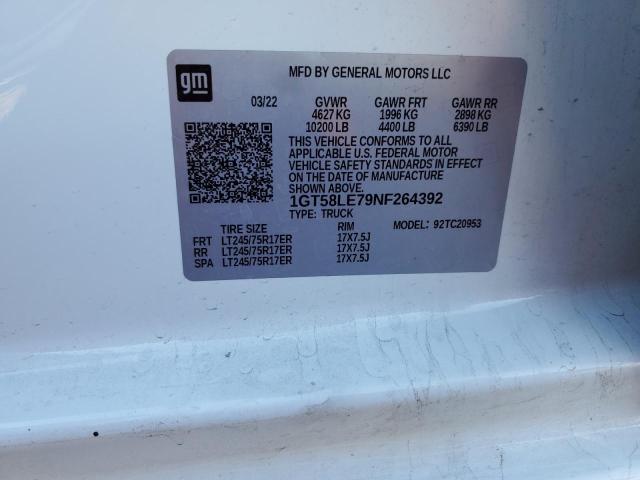 gm
MFD BY GENERAL MOTORS LLC
03/22 GVWR GAWR FRT GAWR RR
4627 KG 1996 KG 2898 KG
10200 LB 4400 LB 6390 LB
THIS VEHICLE CONFORMS TO ALL
APPLICABLE U.S. FEDERAL MOTOR
VEHICLE SAFETY STANDARDS IN EFFECT
ON THE DATE OF MANUFACTURE
SHOWN ABOVE.
1GT58LE79NF264392
TYPE: TRUCK MODEL: 92TC20953
TIRE SIZE RIM
FRT LT245/75R17ER 17X7.5J
RR LT245/75R17ER 17X7.5J
SPA LT245/75R17ER 17X7.5J